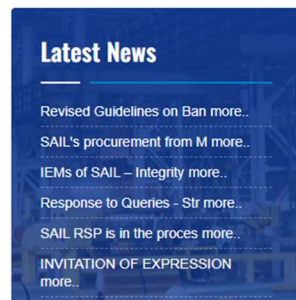 Latest News
Revised Guidelines on Ban more..
SAIL's procurement from M more..
IEMs of SAIL – Integrity more..
Response to Queries - Str more..
SAIL RSP is in the proces more..
INVITATION OF EXPRESSION
more..